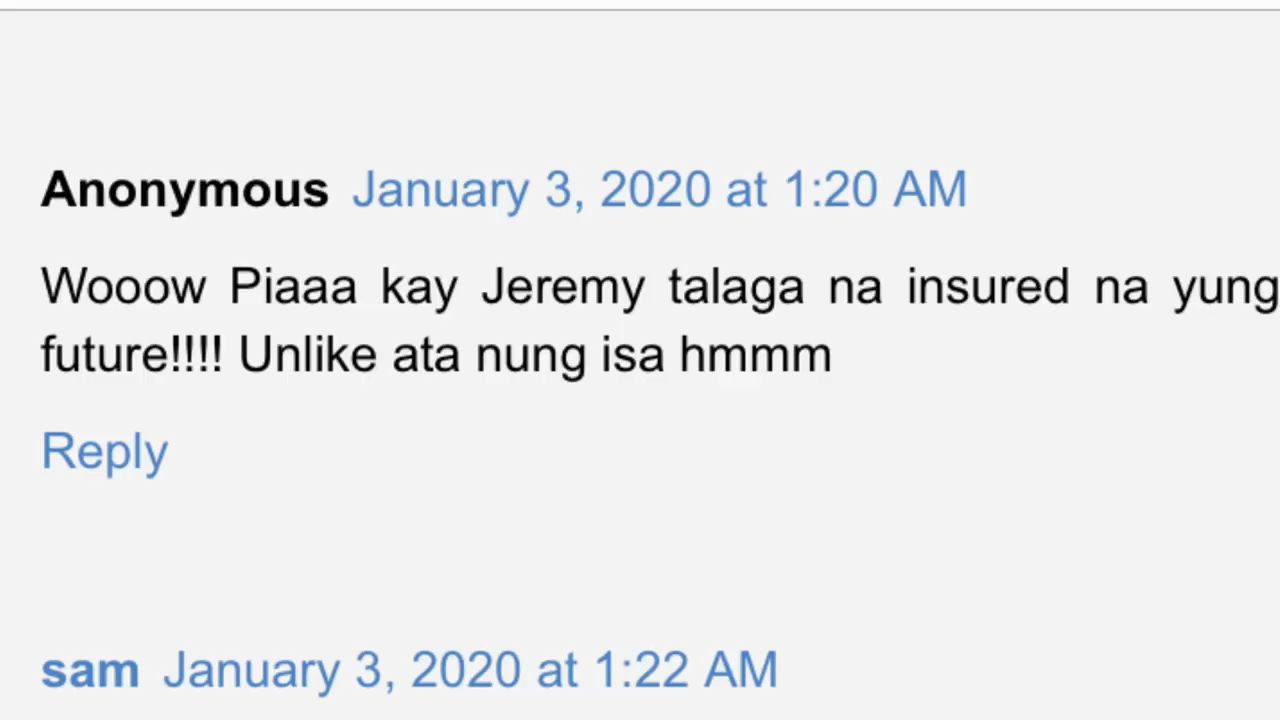 Anonymous January 3, 2020 at 1:20 AM
Wooow Piaaa kay Jeremy talaga na insured na yung
future!!!! Unlike ata nung isa hmmm
Reply
sam January 3, 2020 at 1:22 AM